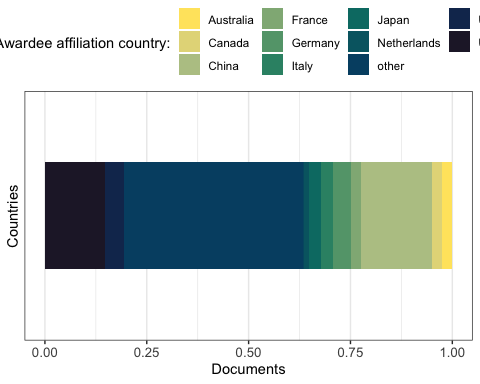 Awardee affiliation country:
Australia
Canada
China
France
Germany
Italy
Japan
Netherlands
other
Countries
0.00 0.25 0.50 0.75 1.00
Documents